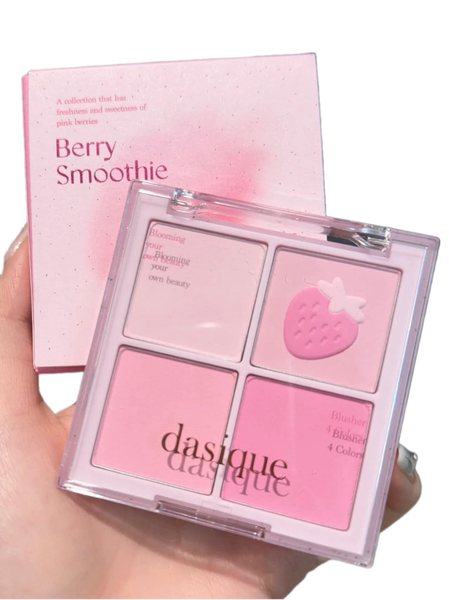 A collection that has
freshness and sweetness of
pink berries
Berry
Smoothie
Blooming
your
own beauty
Blusher
4 Colors
dasique